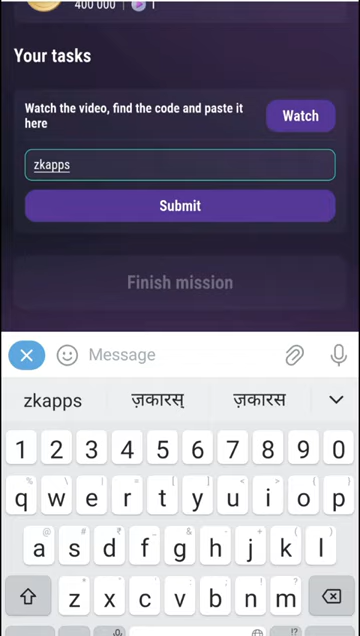 400 000 | 1
Your tasks
Watch the video, find the code and paste it
here
Watch
zkapps
Submit
Finish mission
Message
zkapps ज़कारस् ज़कारस
1 2 3 4 5 6 7 8 9 0
q w e r t y u i o p
a s d f g h j k l
z x c v b n m